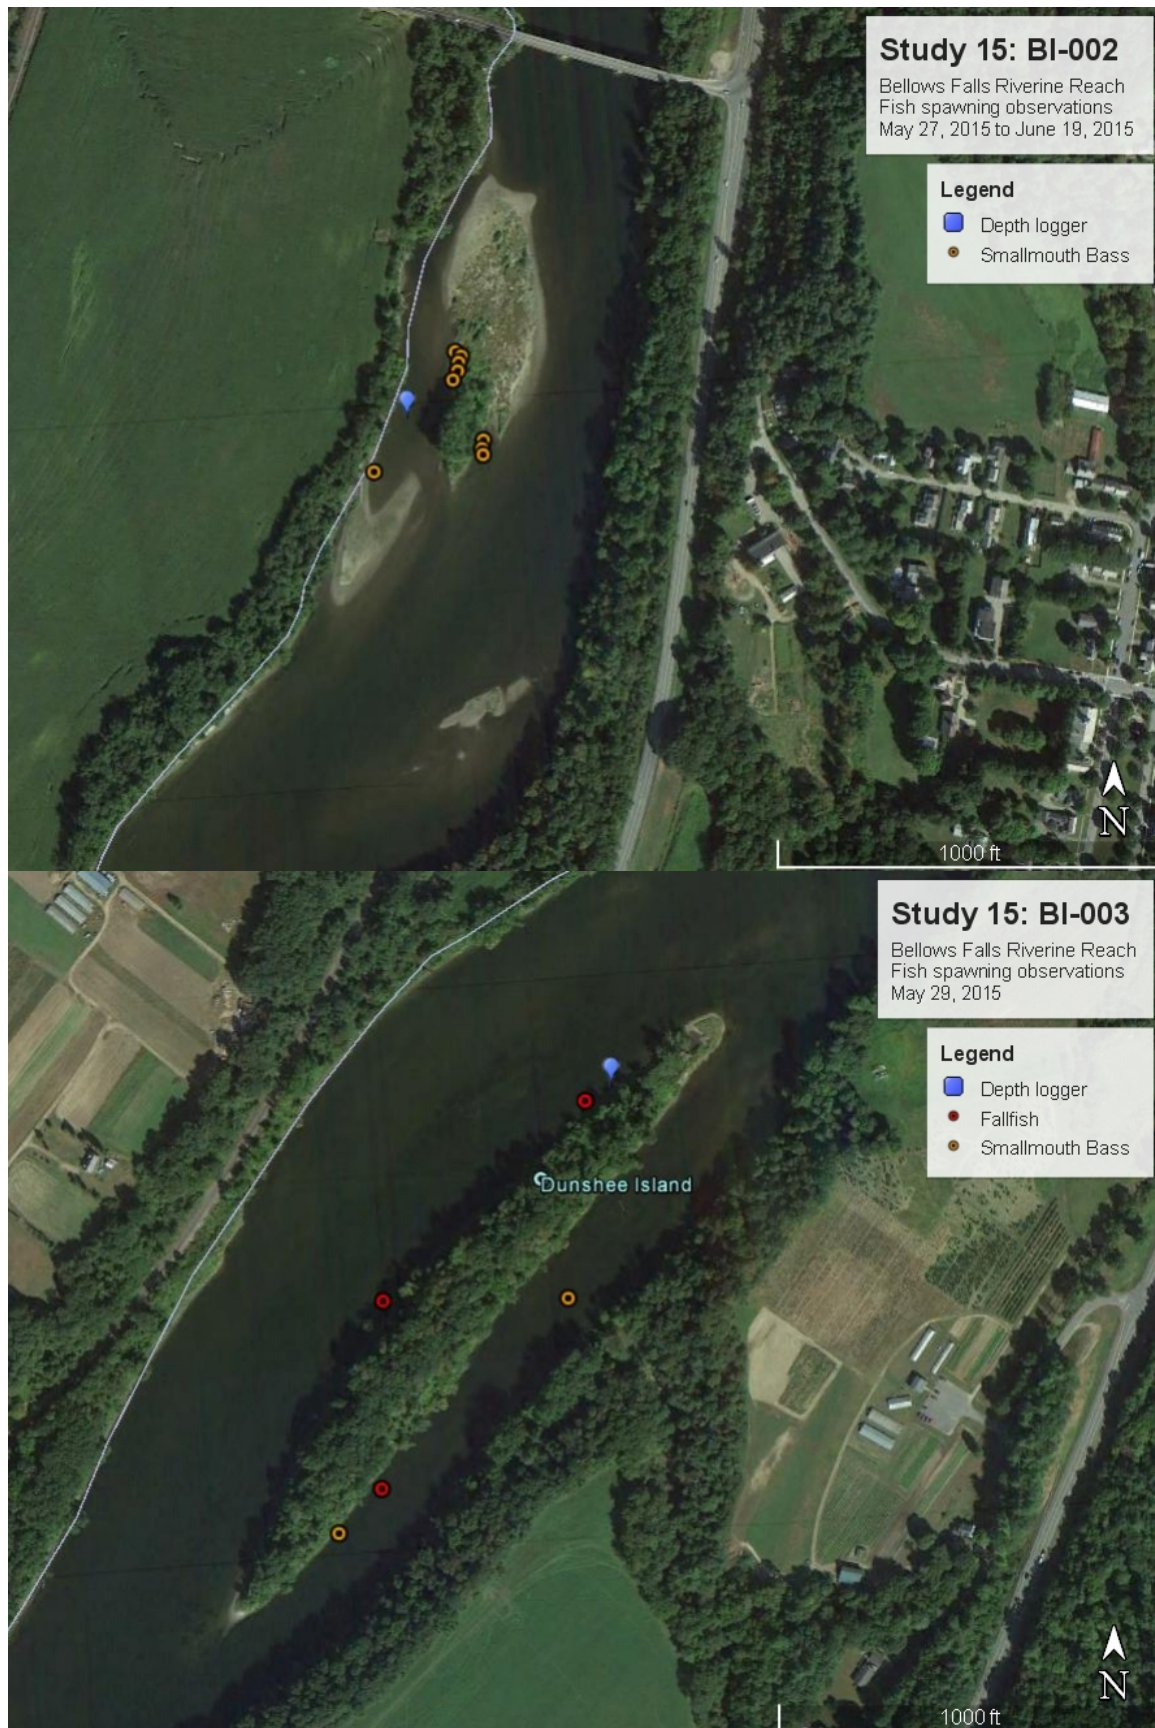 Study 15: BI-002
Bellows Falls Riverine Reach
Fish spawning observations
May 27, 2015 to June 19, 2015
Legend
Depth logger
Smallmouth Bass
N
1000 ft
Study 15: BI-003
Bellows Falls Riverine Reach
Fish spawning observations
May 29, 2015
Legend
Depth logger
Fallfish
Smallmouth Bass
Dunshee Island
N
1000 ft